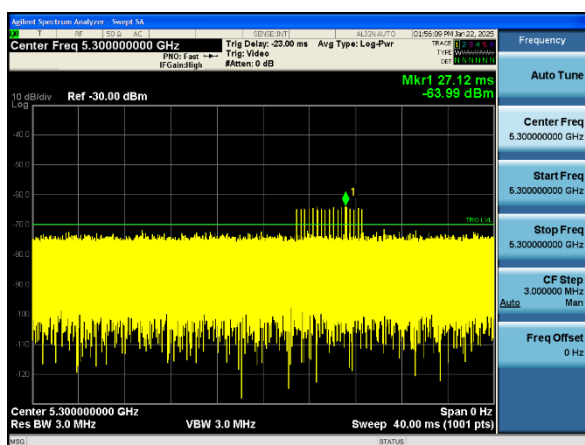 Agilent Spectrum Analyzer - Swept SA
T RF 50 Ω AC SENSE:INT ALIGN AUTO 01:56:09 PM Jan 22, 2025
Center Freq 5.300000000 GHz
PNO: Fast
IFGain:High
Trig Delay: -23.00 ms
Trig: Video
#Atten: 0 dB
Avg Type: Log-Pwr
TRACE 1 2 3 4 5 6
TYPE
DET N N N N N N
Mkr1 27.12 ms
-63.99 dBm
10 dB/div
Log
Ref -30.00 dBm
-40.0
-50.0
-60.0
-70.0
-80.0
-90.0
-100
-110
-120
1
TRIG LVL
Center 5.300000000 GHz
Span 0 Hz
Res BW 3.0 MHz
VBW 3.0 MHz
Sweep 40.00 ms (1001 pts)
MSG
STATUS
Frequency
Auto Tune
Center Freq
5.300000000 GHz
Start Freq
5.300000000 GHz
Stop Freq
5.300000000 GHz
CF Step
3.000000 MHz
Auto Man
Freq Offset
0 Hz